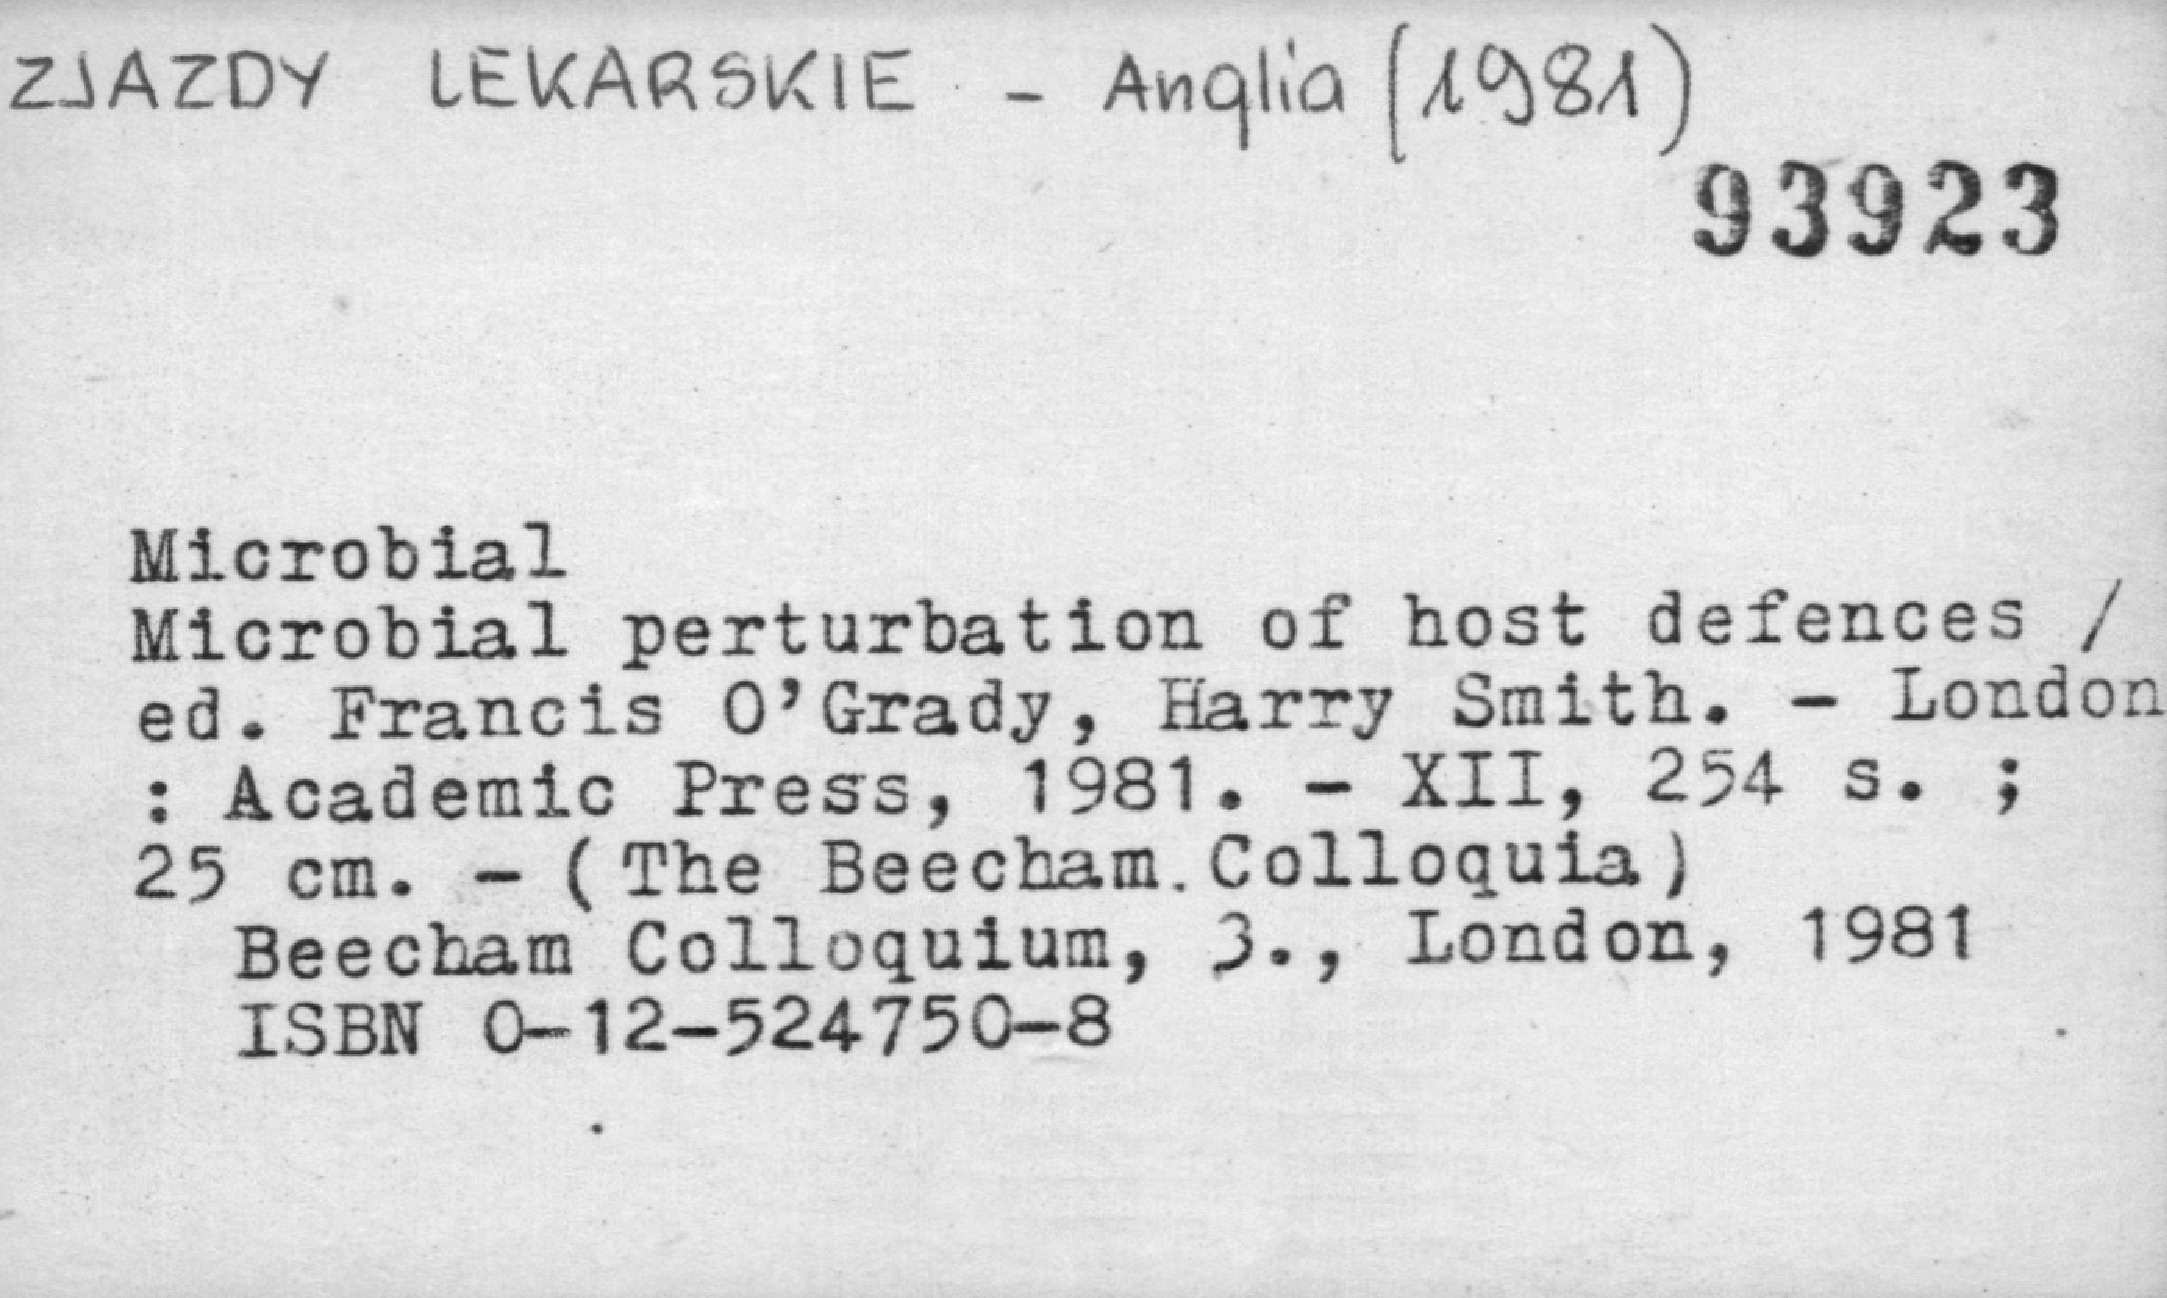 ZJAZDY LEKARSKIE - Anglia (1981)
93923
Microbial
Microbial perturbation of host defences /
ed. Francis O'Grady, Harry Smith. - London
: Academic Press, 1981. - XII, 254 s. ;
25 cm. - (The Beecham Colloquia)
Beecham Colloquium, 3., London, 1981
ISBN 0-12-524750-8